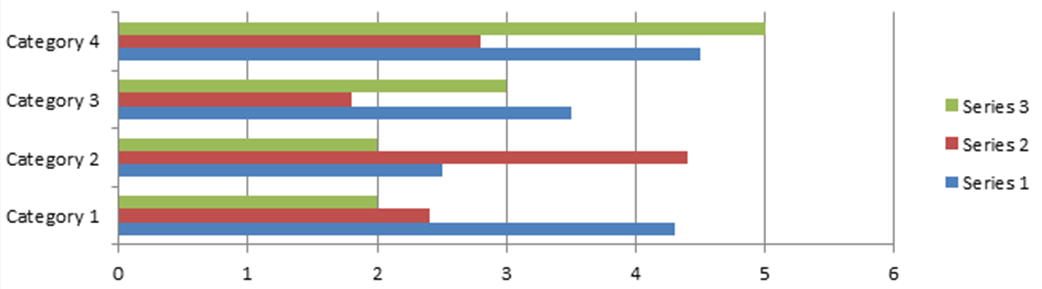 Category 4
Category 3
Category 2
Category 1
0 1 2 3 4 5 6
Series 3
Series 2
Series 1